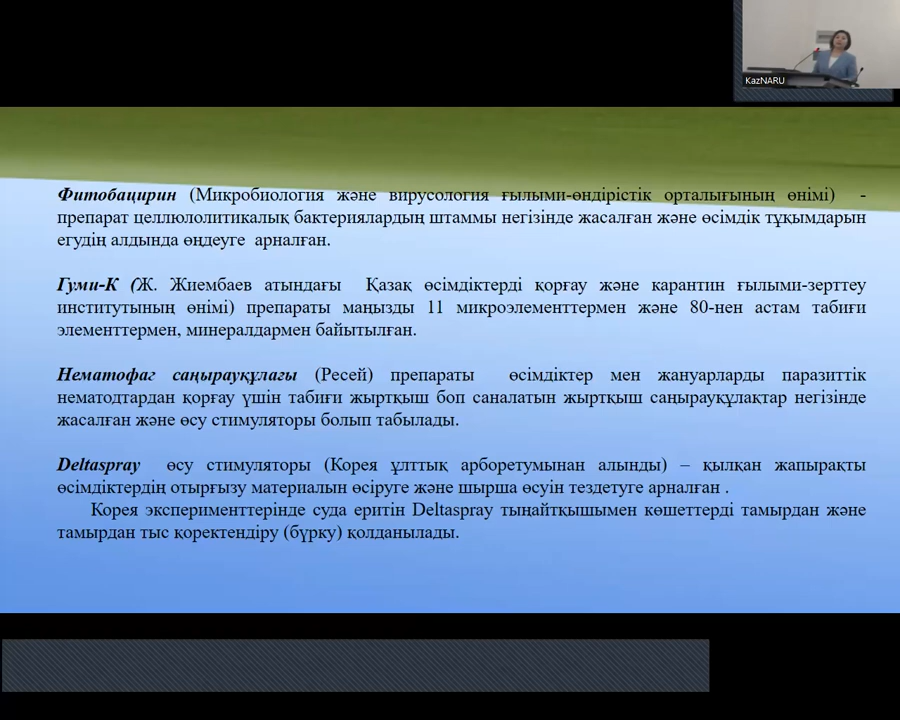 KazNARU
Фитобацирин (Микробиология және вирусология ғылыми-өндірістік орталығының өнімі) -
препарат целлюлолитикалық бактериялардың штаммы негізінде жасалған және өсімдік тұқымдарын
егудің алдында өңдеуге арналған.
Гуми-К (Ж. Жиембаев атындағы Қазақ өсімдіктерді қорғау және карантин ғылыми-зерттеу
институтының өнімі) препараты маңызды 11 микроэлементтермен және 80-нен астам табиғи
элементтермен, минералдармен байытылған.
Нематофаг саңырауқұлағы (Ресей) препараты өсімдіктер мен жануарларды паразиттік
нематодтардан қорғау үшін табиғи жыртқыш боп саналатын жыртқыш саңырауқұлақтар негізінде
жасалған және өсу стимуляторы болып табылады.
Deltaspray өсу стимуляторы (Корея ұлттық арборетумынан алынды) – қылқан жапырақты
өсімдіктердің отырғызу материалын өсіруге және шырша өсуін тездетуге арналған .
Корея эксперименттерінде суда еритін Deltaspray тыңайтқышымен көшеттерді тамырдан және
тамырдан тыс қоректендіру (бүрку) қолданылады.